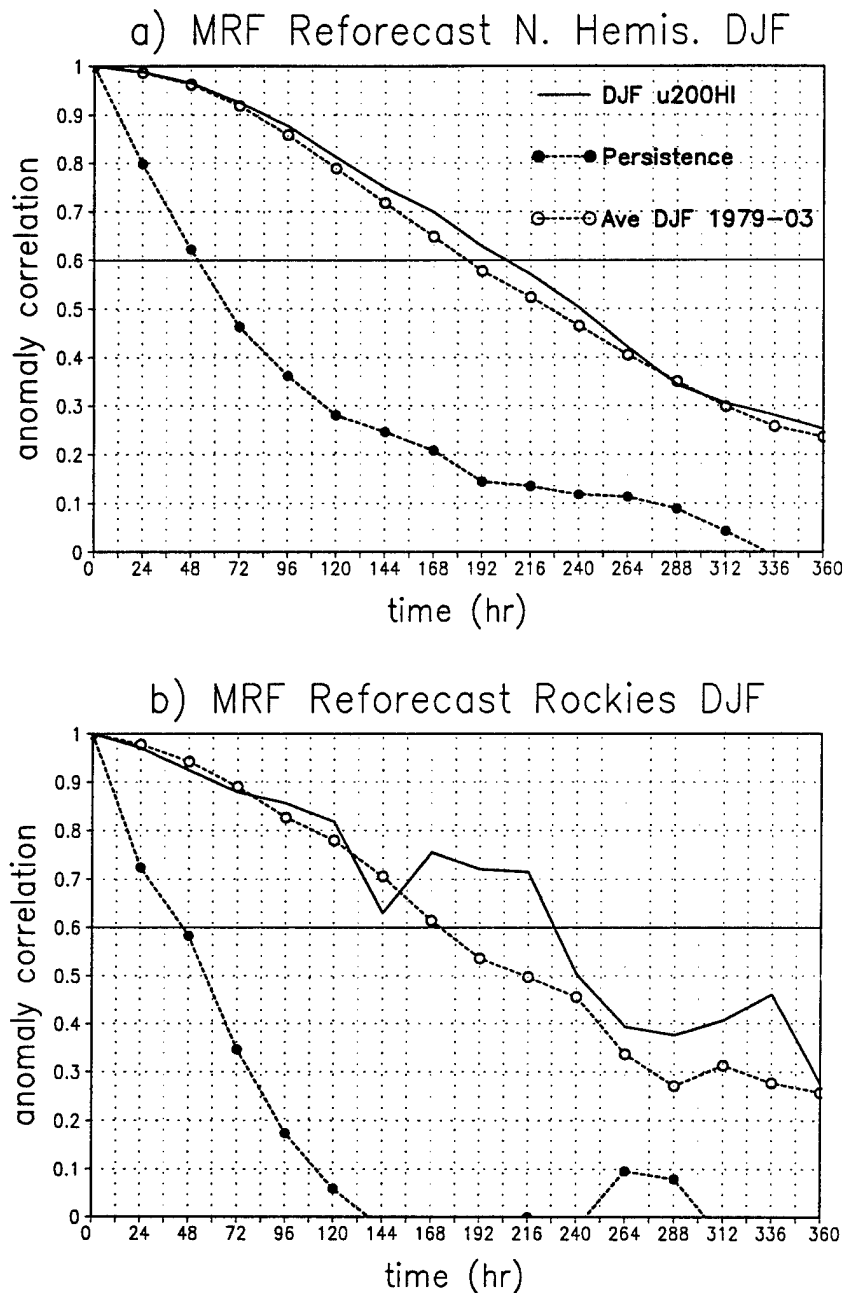 a) MRF Reforecast N. Hemis. DJF
1
0.9
0.8
0.7
0.6
0.5
0.4
0.3
0.2
0.1
0
anomaly correlation
DJF u200HI
Persistence
Ave DJF 1979-03
0 24 48 72 96 120 144 168 192 216 240 264 288 312 336 360
time (hr)
b) MRF Reforecast Rockies DJF
1
0.9
0.8
0.7
0.6
0.5
0.4
0.3
0.2
0.1
0
anomaly correlation
0 24 48 72 96 120 144 168 192 216 240 264 288 312 336 360
time (hr)